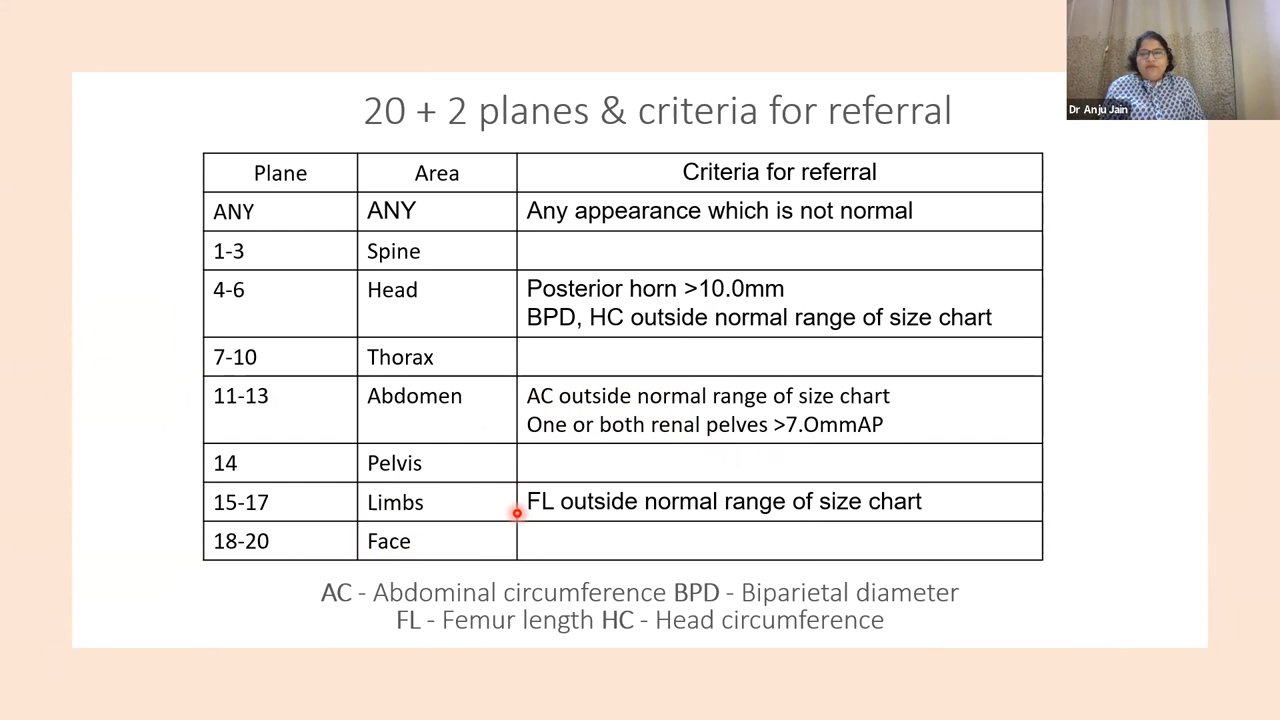 Dr Anju Jain
20 + 2 planes & criteria for referral
Plane Area Criteria for referral
ANY ANY Any appearance which is not normal
1-3 Spine
4-6 Head Posterior horn >10.0mm
BPD, HC outside normal range of size chart
7-10 Thorax
11-13 Abdomen AC outside normal range of size chart
One or both renal pelves >7.OmmAP
14 Pelvis
15-17 Limbs FL outside normal range of size chart
18-20 Face
AC - Abdominal circumference BPD - Biparietal diameter
FL - Femur length HC - Head circumference